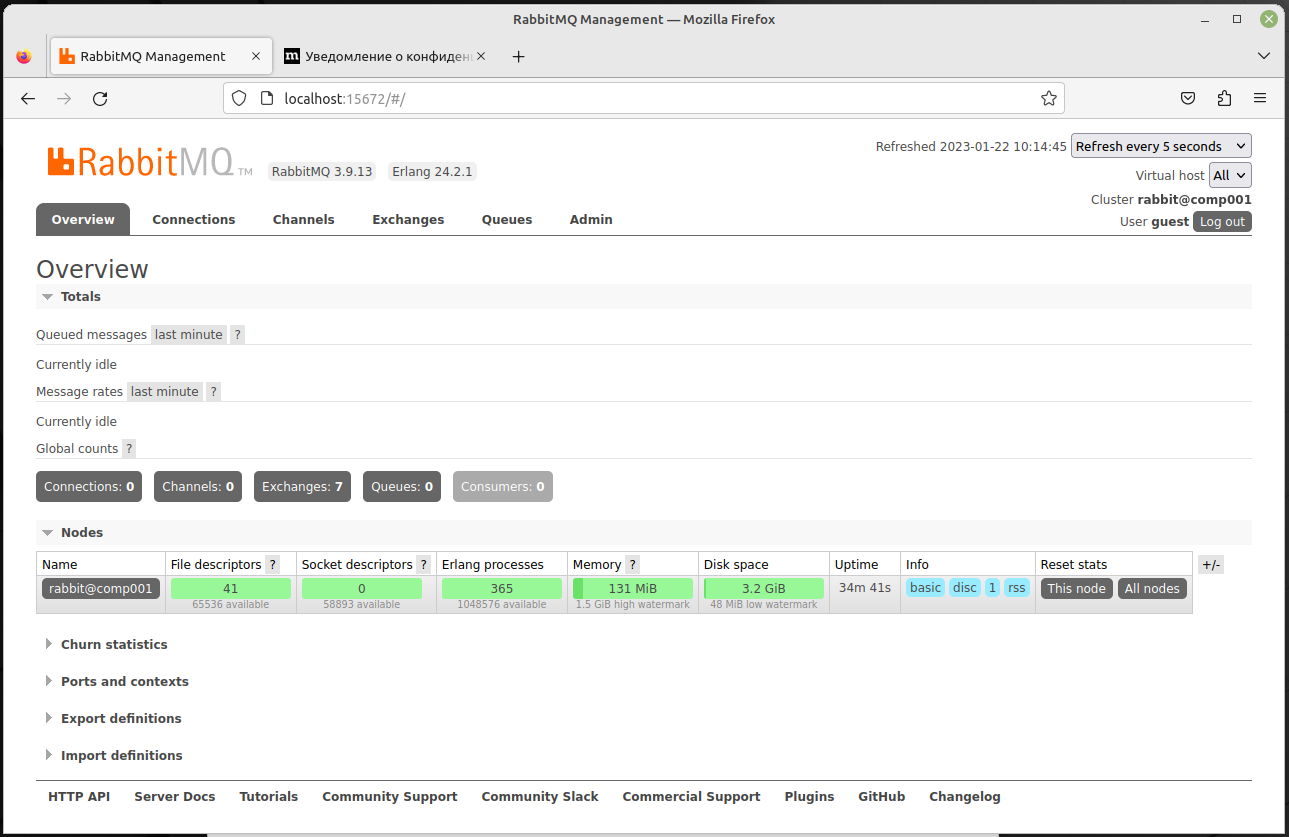 RabbitMQ Management — Mozilla Firefox
RabbitMQ Management
m Уведомление о конфиден
localhost:15672/#/
RabbitMQ TM RabbitMQ 3.9.13 Erlang 24.2.1
Refreshed 2023-01-22 10:14:45 Refresh every 5 seconds
Virtual host All
Cluster rabbit@comp001
User guest Log out
Overview Connections Channels Exchanges Queues Admin
Overview
Totals
Queued messages last minute ?
Currently idle
Message rates last minute ?
Currently idle
Global counts ?
Connections: 0 Channels: 0 Exchanges: 7 Queues: 0 Consumers: 0
Nodes
Name File descriptors ? Socket descriptors ? Erlang processes Memory ? Disk space Uptime Info Reset stats +/-
rabbit@comp001 41 0 365 131 MiB 3.2 GiB 34m 41s basic disc 1 rss This node All nodes
65536 available 58893 available 1048576 available 1.5 GiB high watermark 48 MiB low watermark
Churn statistics
Ports and contexts
Export definitions
Import definitions
HTTP API Server Docs Tutorials Community Support Community Slack Commercial Support Plugins GitHub Changelog